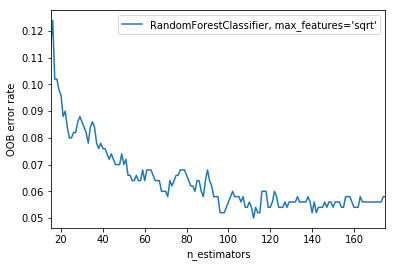 RandomForestClassifier, max_features='sqrt'
0.12
0.11
0.10
0.09
0.08
0.07
0.06
0.05
OOB error rate
20 40 60 80 100 120 140 160
n_estimators